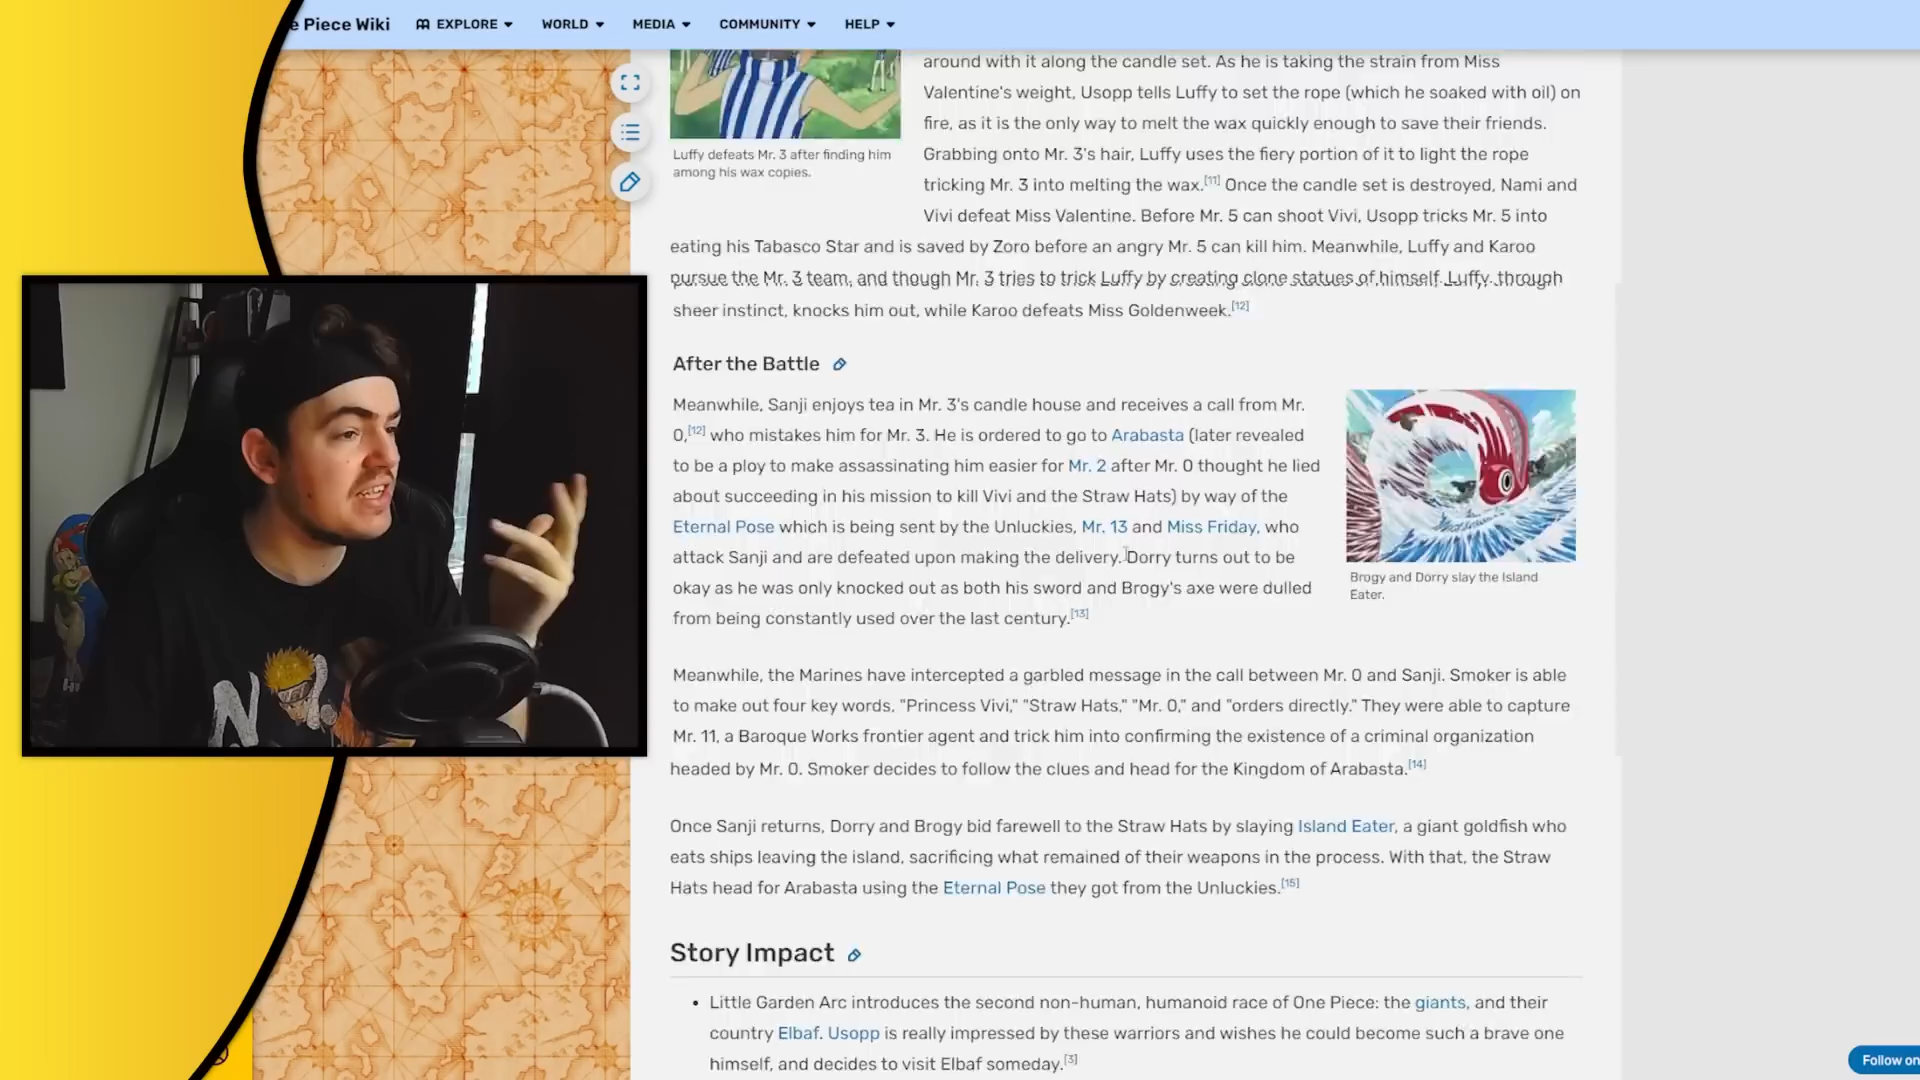 e Piece Wiki EXPLORE WORLD MEDIA COMMUNITY HELP
around with it along the candle set. As he is taking the strain from Miss
Valentine's weight, Usopp tells Luffy to set the rope (which he soaked with oil) on
fire, as it is the only way to melt the wax quickly enough to save their friends.
Grabbing onto Mr. 3's hair, Luffy uses the fiery portion of it to light the rope
tricking Mr. 3 into melting the wax.[11] Once the candle set is destroyed, Nami and
Vivi defeat Miss Valentine. Before Mr. 5 can shoot Vivi, Usopp tricks Mr. 5 into
Luffy defeats Mr. 3 after finding him
among his wax copies.
eating his Tabasco Star and is saved by Zoro before an angry Mr. 5 can kill him. Meanwhile, Luffy and Karoo
pursue the Mr. 3 team, and though Mr. 3 tries to trick Luffy by creating clone statues of himself, Luffy, through
sheer instinct, knocks him out, while Karoo defeats Miss Goldenweek.[12]
After the Battle
Meanwhile, Sanji enjoys tea in Mr. 3's candle house and receives a call from Mr.
0,[12] who mistakes him for Mr. 3. He is ordered to go to Arabasta (later revealed
to be a ploy to make assassinating him easier for Mr. 2 after Mr. 0 thought he lied
about succeeding in his mission to kill Vivi and the Straw Hats) by way of the
Eternal Pose which is being sent by the Unluckies, Mr. 13 and Miss Friday, who
attack Sanji and are defeated upon making the delivery. Dorry turns out to be
okay as he was only knocked out as both his sword and Brogy's axe were dulled
from being constantly used over the last century.[13]
Brogy and Dorry slay the Island
Eater.
Meanwhile, the Marines have intercepted a garbled message in the call between Mr. 0 and Sanji. Smoker is able
to make out four key words, "Princess Vivi," "Straw Hats," "Mr. 0," and "orders directly." They were able to capture
Mr. 11, a Baroque Works frontier agent and trick him into confirming the existence of a criminal organization
headed by Mr. 0. Smoker decides to follow the clues and head for the Kingdom of Arabasta.[14]
Once Sanji returns, Dorry and Brogy bid farewell to the Straw Hats by slaying Island Eater, a giant goldfish who
eats ships leaving the island, sacrificing what remained of their weapons in the process. With that, the Straw
Hats head for Arabasta using the Eternal Pose they got from the Unluckies.[15]
Story Impact
• Little Garden Arc introduces the second non-human, humanoid race of One Piece: the giants, and their
country Elbaf. Usopp is really impressed by these warriors and wishes he could become such a brave one
himself, and decides to visit Elbaf someday.[3]
Follow on
N